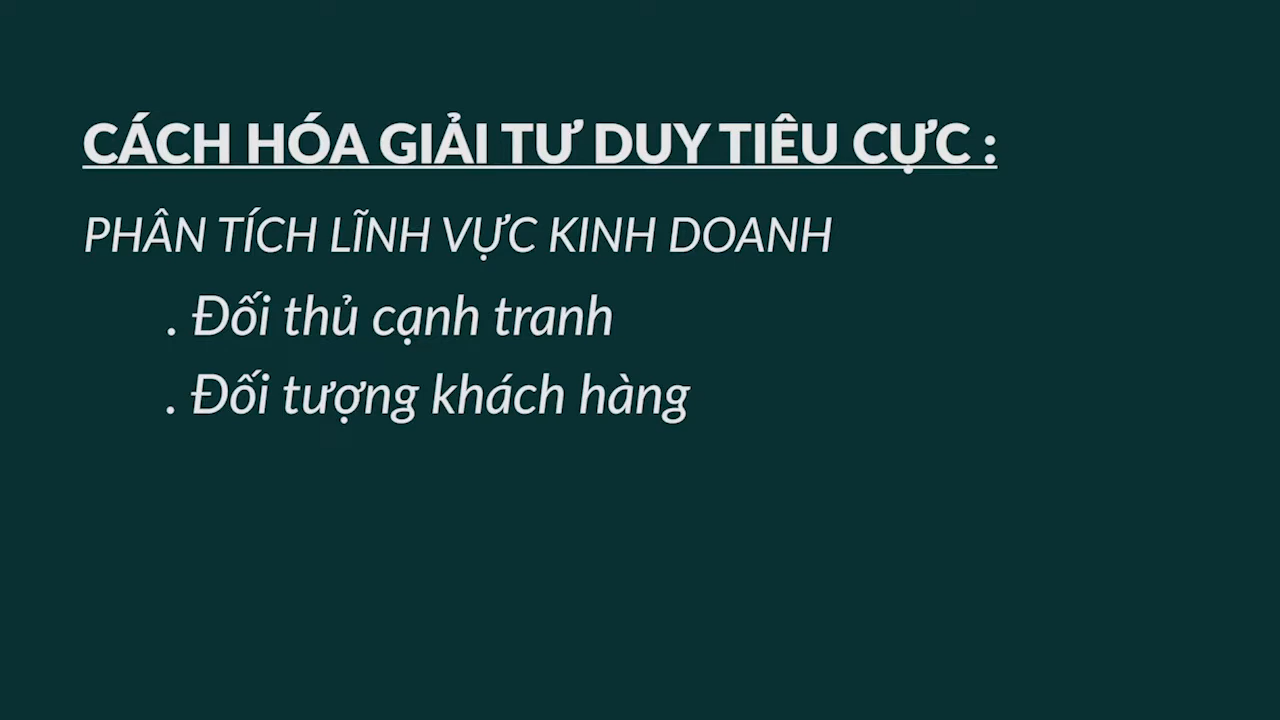 CÁCH HÓA GIẢI TƯ DUY TIÊU CỰC :
PHÂN TÍCH LĨNH VỰC KINH DOANH
. Đối thủ cạnh tranh
. Đối tượng khách hàng